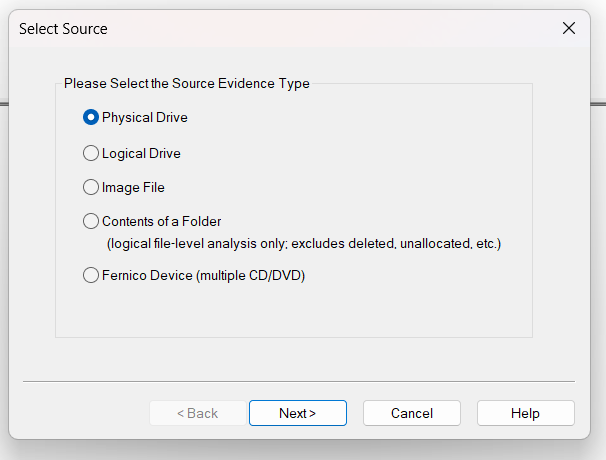 Select Source
Please Select the Source Evidence Type
Physical Drive
Logical Drive
Image File
Contents of a Folder
(logical file-level analysis only; excludes deleted, unallocated, etc.)
Fernico Device (multiple CD/DVD)
< Back Next > Cancel Help